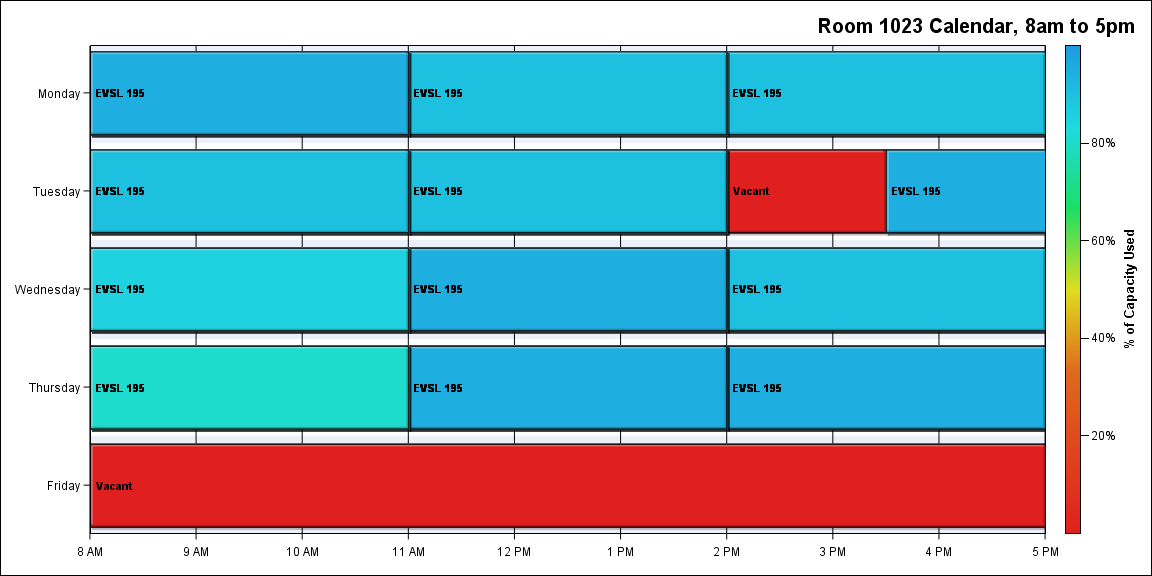 Room 1023 Calendar, 8am to 5pm
Monday
EVSL 195
EVSL 195
EVSL 195
Tuesday
EVSL 195
EVSL 195
Vacant
EVSL 195
Wednesday
EVSL 195
EVSL 195
EVSL 195
Thursday
EVSL 195
EVSL 195
EVSL 195
Friday
Vacant
8 AM 9 AM 10 AM 11 AM 12 PM 1 PM 2 PM 3 PM 4 PM 5 PM
80%
60%
40%
20%
% of Capacity Used